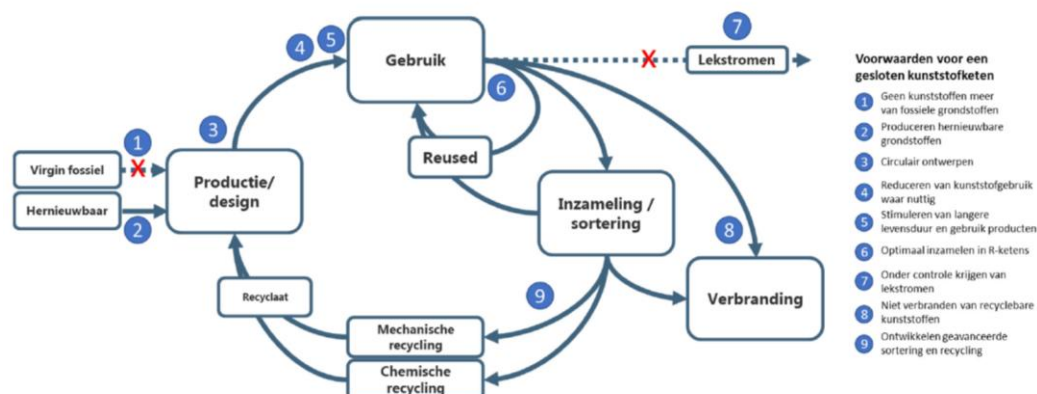 4
5
Gebruik
7
Lekstromen
6
Reused
3
1
Virgin fossiel
Hernieuwbaar
2
Productie/
design
Inzameling /
sortering
8
Verbranding
Recyclaat
9
Mechanische
recycling
Chemische
recycling
Voorwaarden voor een
gesloten kunststofketen
1 Geen kunststoffen meer
van fossiele grondstoffen
2 Produceren hernieuwbare
grondstoffen
3 Circulair ontwerpen
4 Reduceren van kunststofgebruik
waar nuttig
5 Stimuleren van langere
levensduur en gebruik producten
6 Optimaal inzamelen in R-ketens
7 Onder controle krijgen van
lekstromen
8 Niet verbranden van recyclebare
kunststoffen
9 Ontwikkelen geavanceerde
sortering en recycling